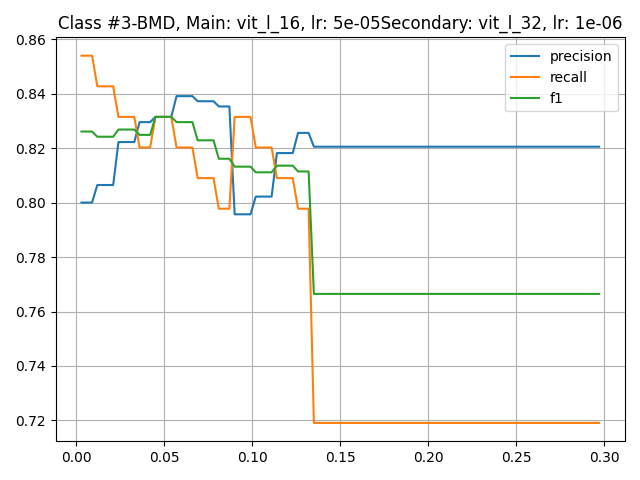 Class #3-BMD, Main: vit_l_16, lr: 5e-05Secondary: vit_l_32, lr: 1e-06
precision
recall
f1
0.86
0.84
0.82
0.80
0.78
0.76
0.74
0.72
0.00 0.05 0.10 0.15 0.20 0.25 0.30